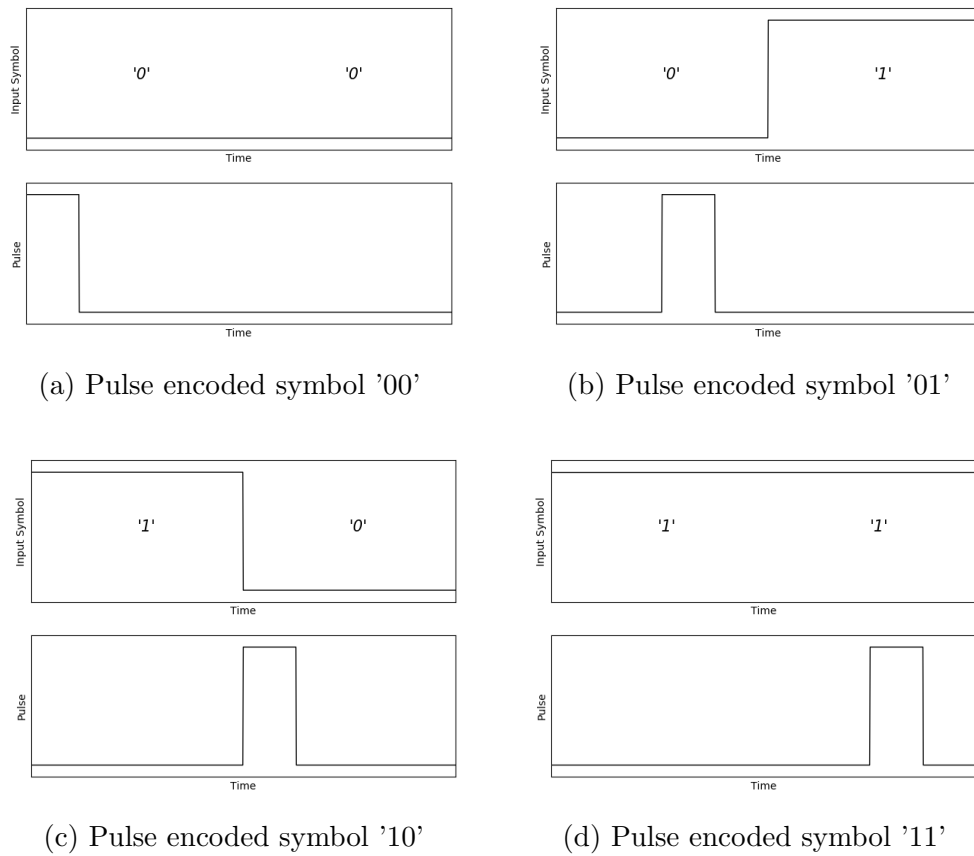 Input Symbol
'0'
'0'
Time
Pulse
Time
(a) Pulse encoded symbol '00'
Input Symbol
'0'
'1'
Time
Pulse
Time
(b) Pulse encoded symbol '01'
Input Symbol
'1'
'0'
Time
Pulse
Time
(c) Pulse encoded symbol '10'
Input Symbol
'1'
'1'
Time
Pulse
Time
(d) Pulse encoded symbol '11'